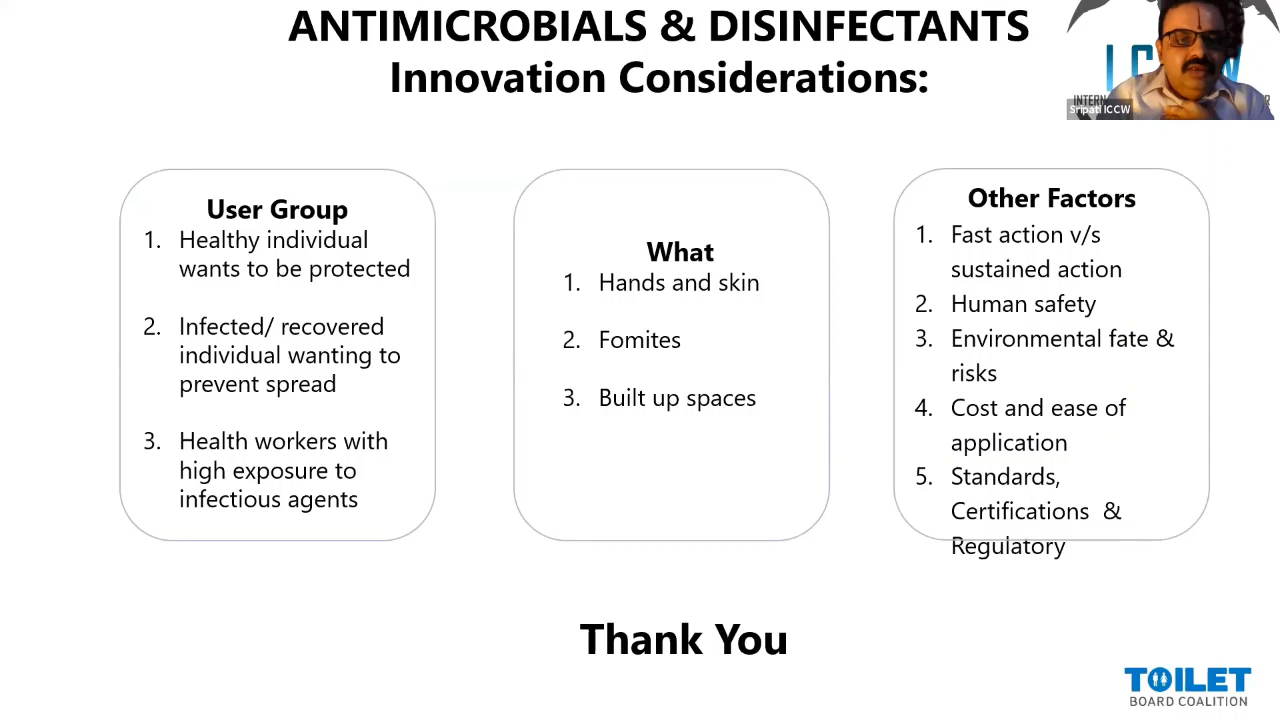 ANTIMICROBIALS & DISINFECTANTS
Innovation Considerations:
Sripati ICCW
User Group
1. Healthy individual
wants to be protected
2. Infected/ recovered
individual wanting to
prevent spread
3. Health workers with
high exposure to
infectious agents
What
1. Hands and skin
2. Fomites
3. Built up spaces
Other Factors
1. Fast action v/s
sustained action
2. Human safety
3. Environmental fate &
risks
4. Cost and ease of
application
5. Standards,
Certifications &
Regulatory
Thank You
TOILET
BOARD COALITION